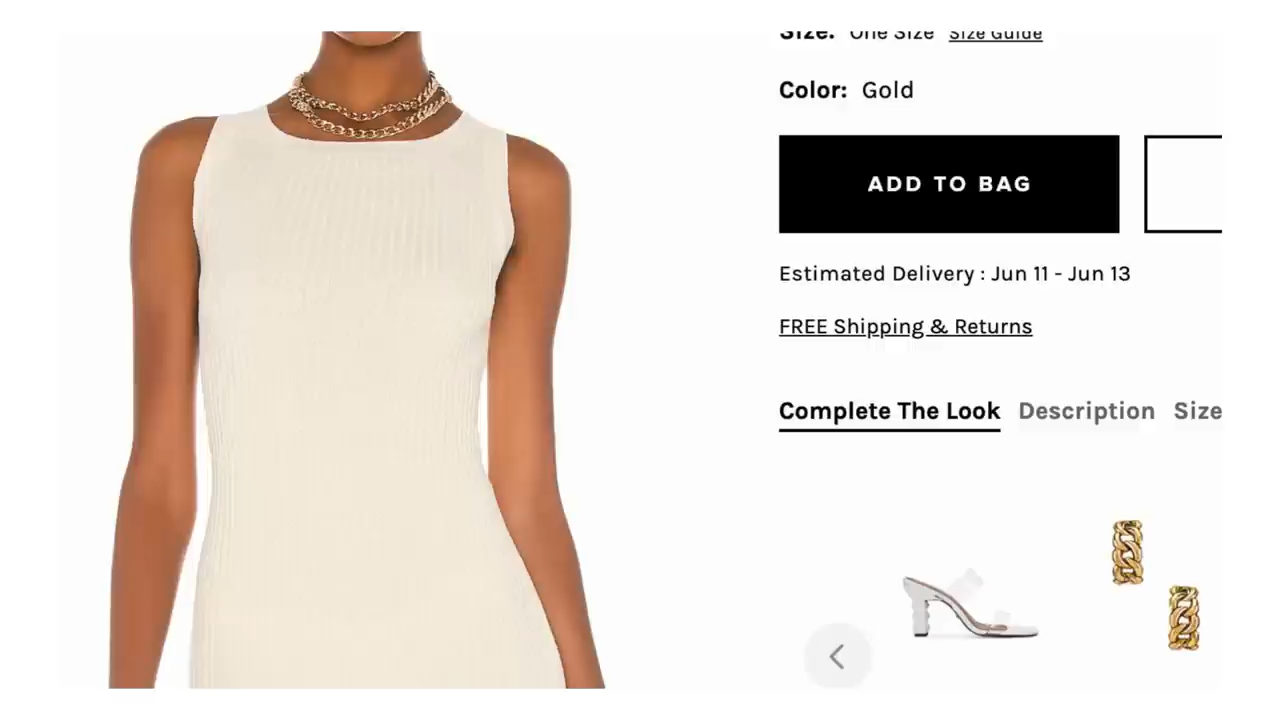 Size: One Size Size Guide
Color: Gold
ADD TO BAG
Estimated Delivery : Jun 11 - Jun 13
FREE Shipping & Returns
Complete The Look Description Size